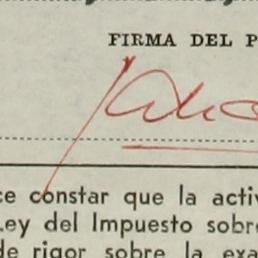 FIRMA DEL P
ce constar que la activ
Ley del Impuesto sobre
de rigor sobre la exa